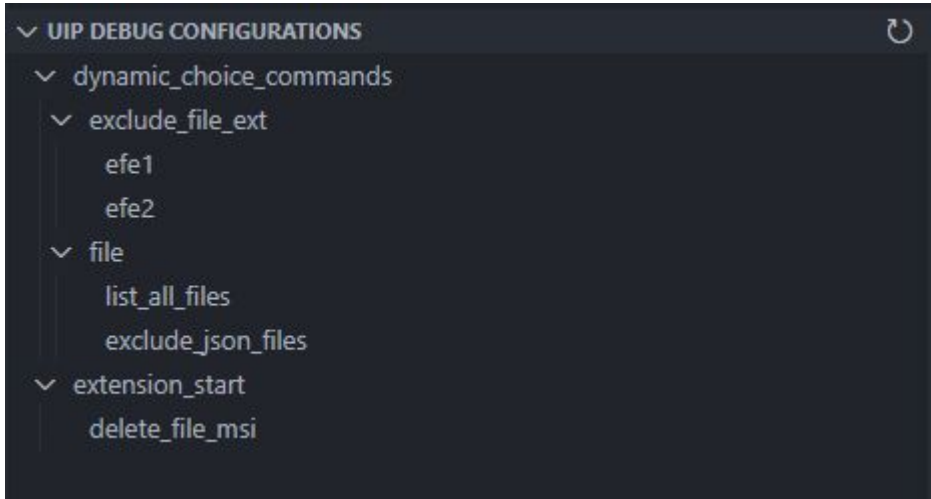 UIP DEBUG CONFIGURATIONS
dynamic_choice_commands
exclude_file_ext
efe1
efe2
file
list_all_files
exclude_json_files
extension_start
delete_file_msi